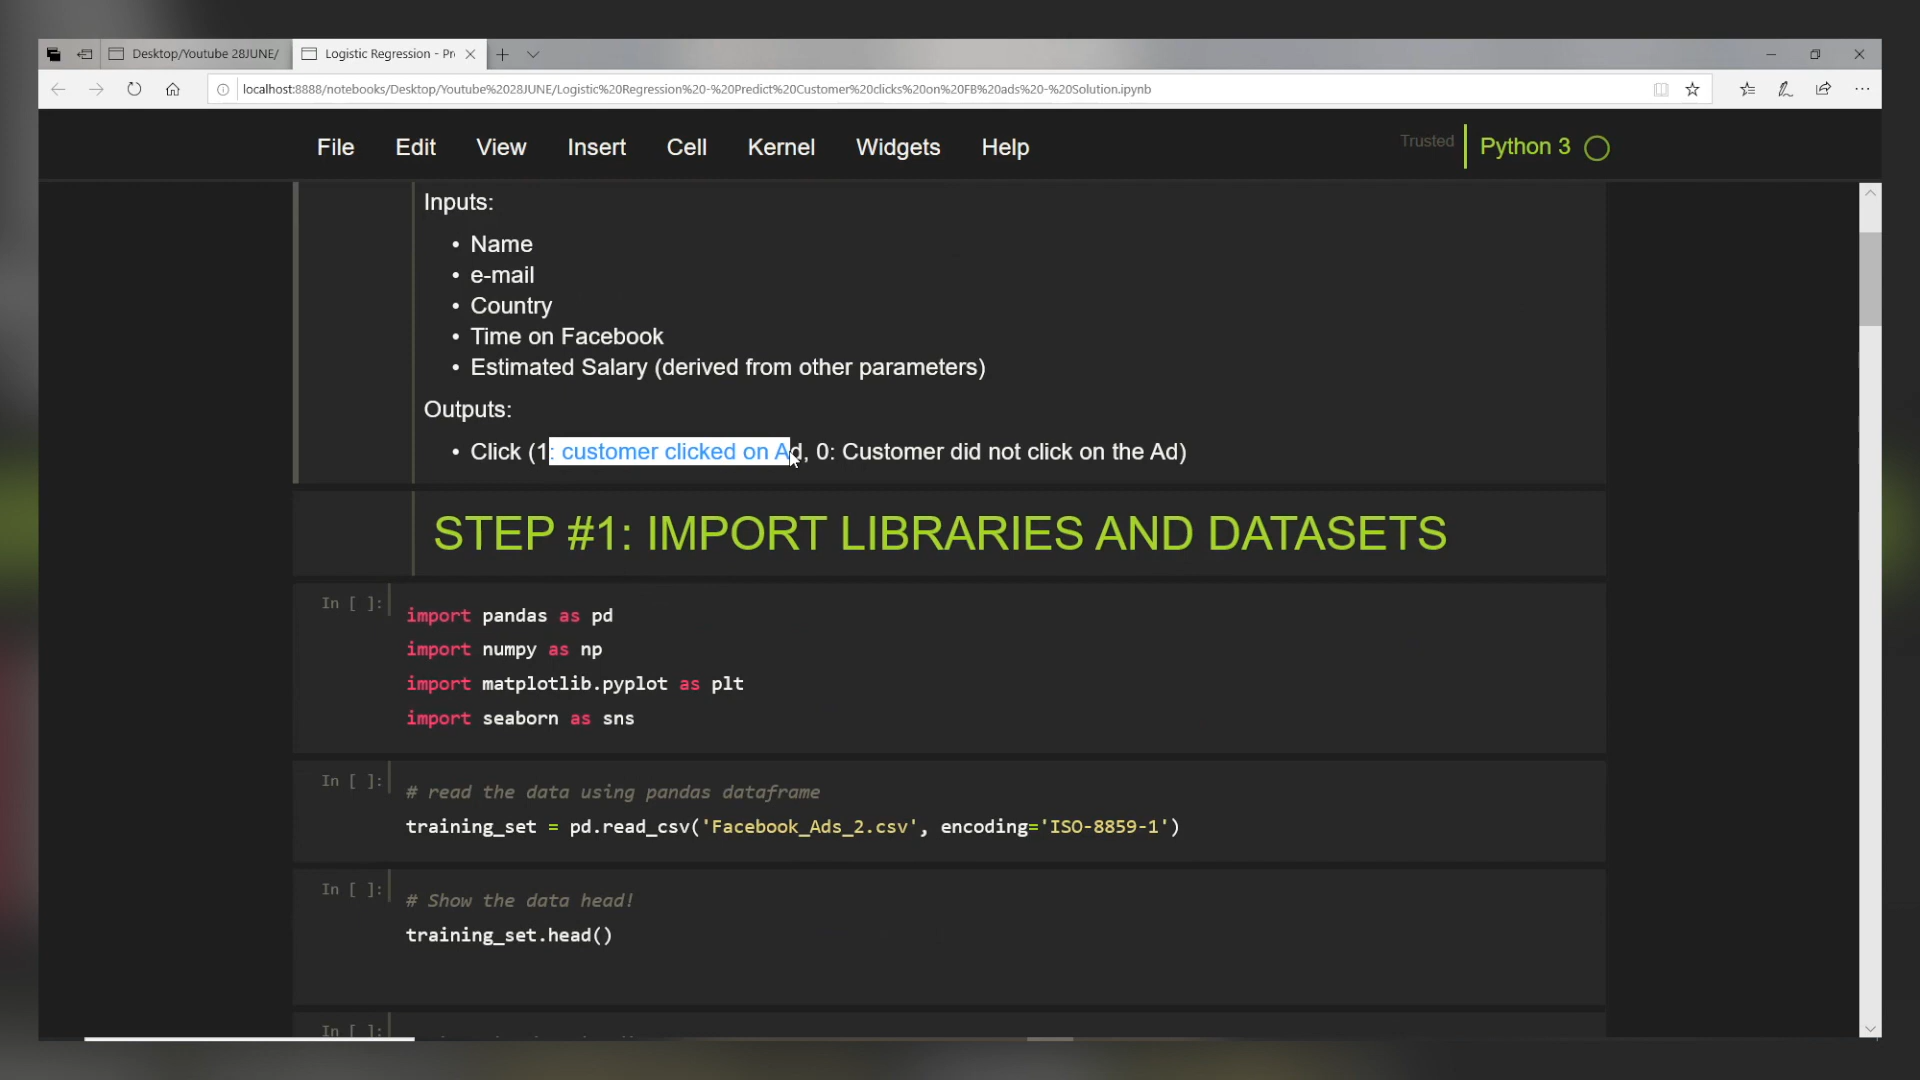 Desktop/Youtube 28JUNE/
Logistic Regression - Pr
localhost:8888/notebooks/Desktop/Youtube%2028JUNE/Logistic%20Regression%20-%20Predict%20Customer%20clicks%20on%20FB%20ads%20-%20Solution.ipynb
File Edit View Insert Cell Kernel Widgets Help Trusted Python 3
Inputs:
• Name
• e-mail
• Country
• Time on Facebook
• Estimated Salary (derived from other parameters)
Outputs:
• Click (1: customer clicked on Ad, 0: Customer did not click on the Ad)
STEP #1: IMPORT LIBRARIES AND DATASETS
In [ ]:
import pandas as pd
import numpy as np
import matplotlib.pyplot as plt
import seaborn as sns
In [ ]:
# read the data using pandas dataframe
training_set = pd.read_csv('Facebook_Ads_2.csv', encoding='ISO-8859-1')
In [ ]:
# Show the data head!
training_set.head()
In [ ]: